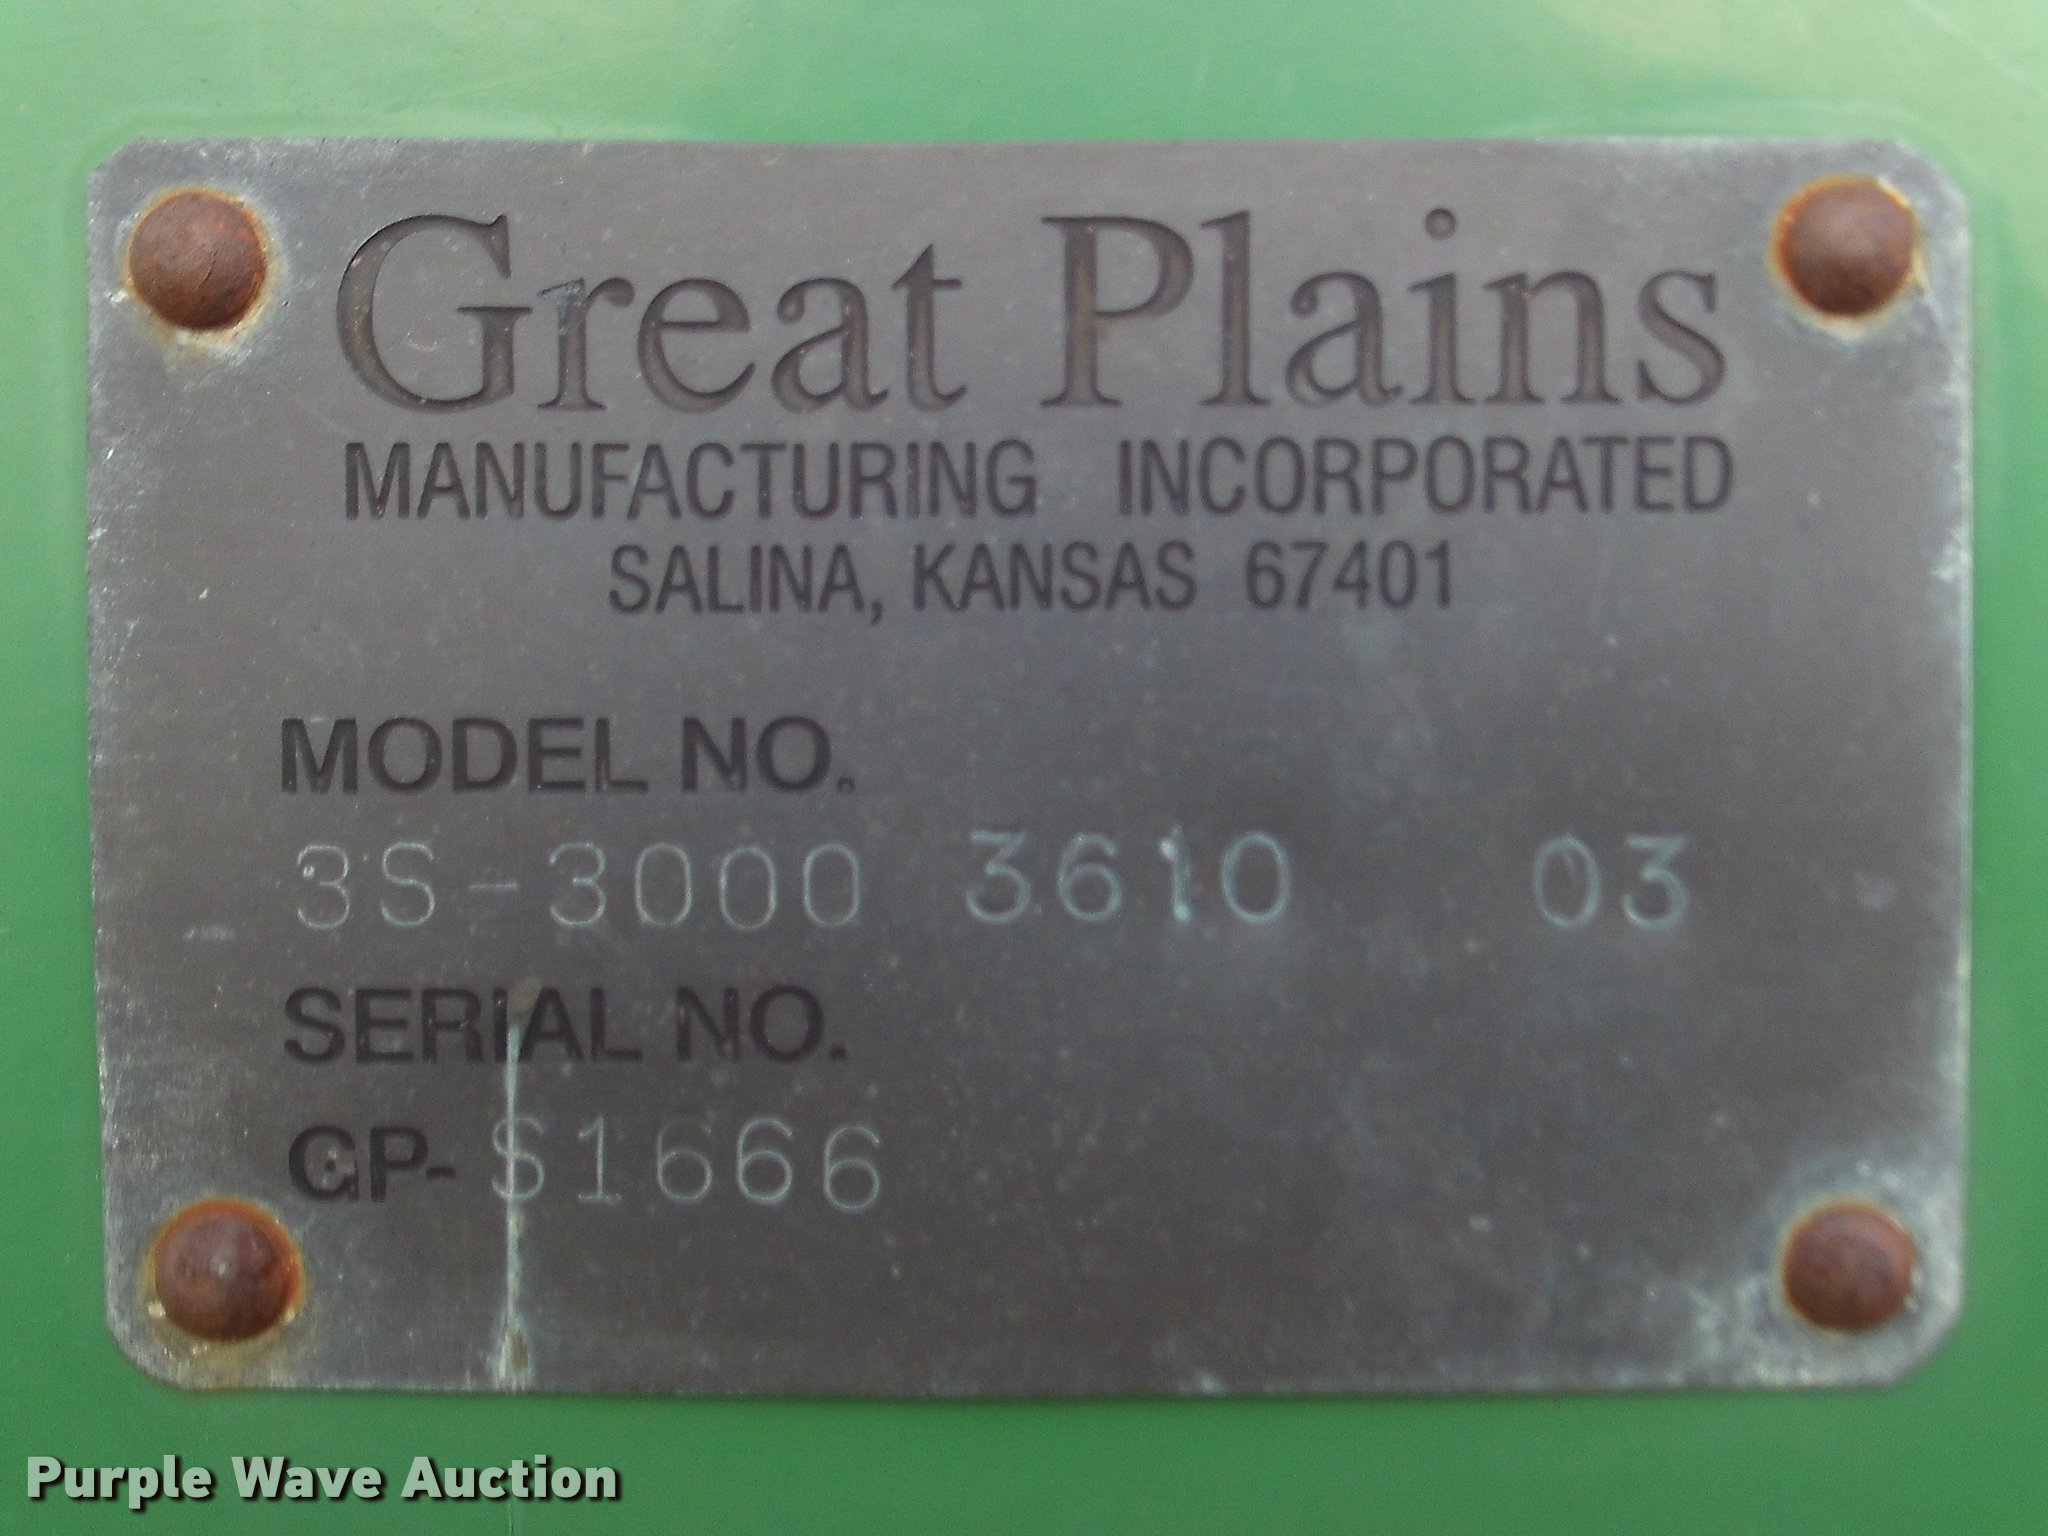 Great Plains
MANUFACTURING INCORPORATED
SALINA, KANSAS 67401
MODEL NO.
3S-3000 3610 03
SERIAL NO.
GP- S1666
Purple Wave Auction